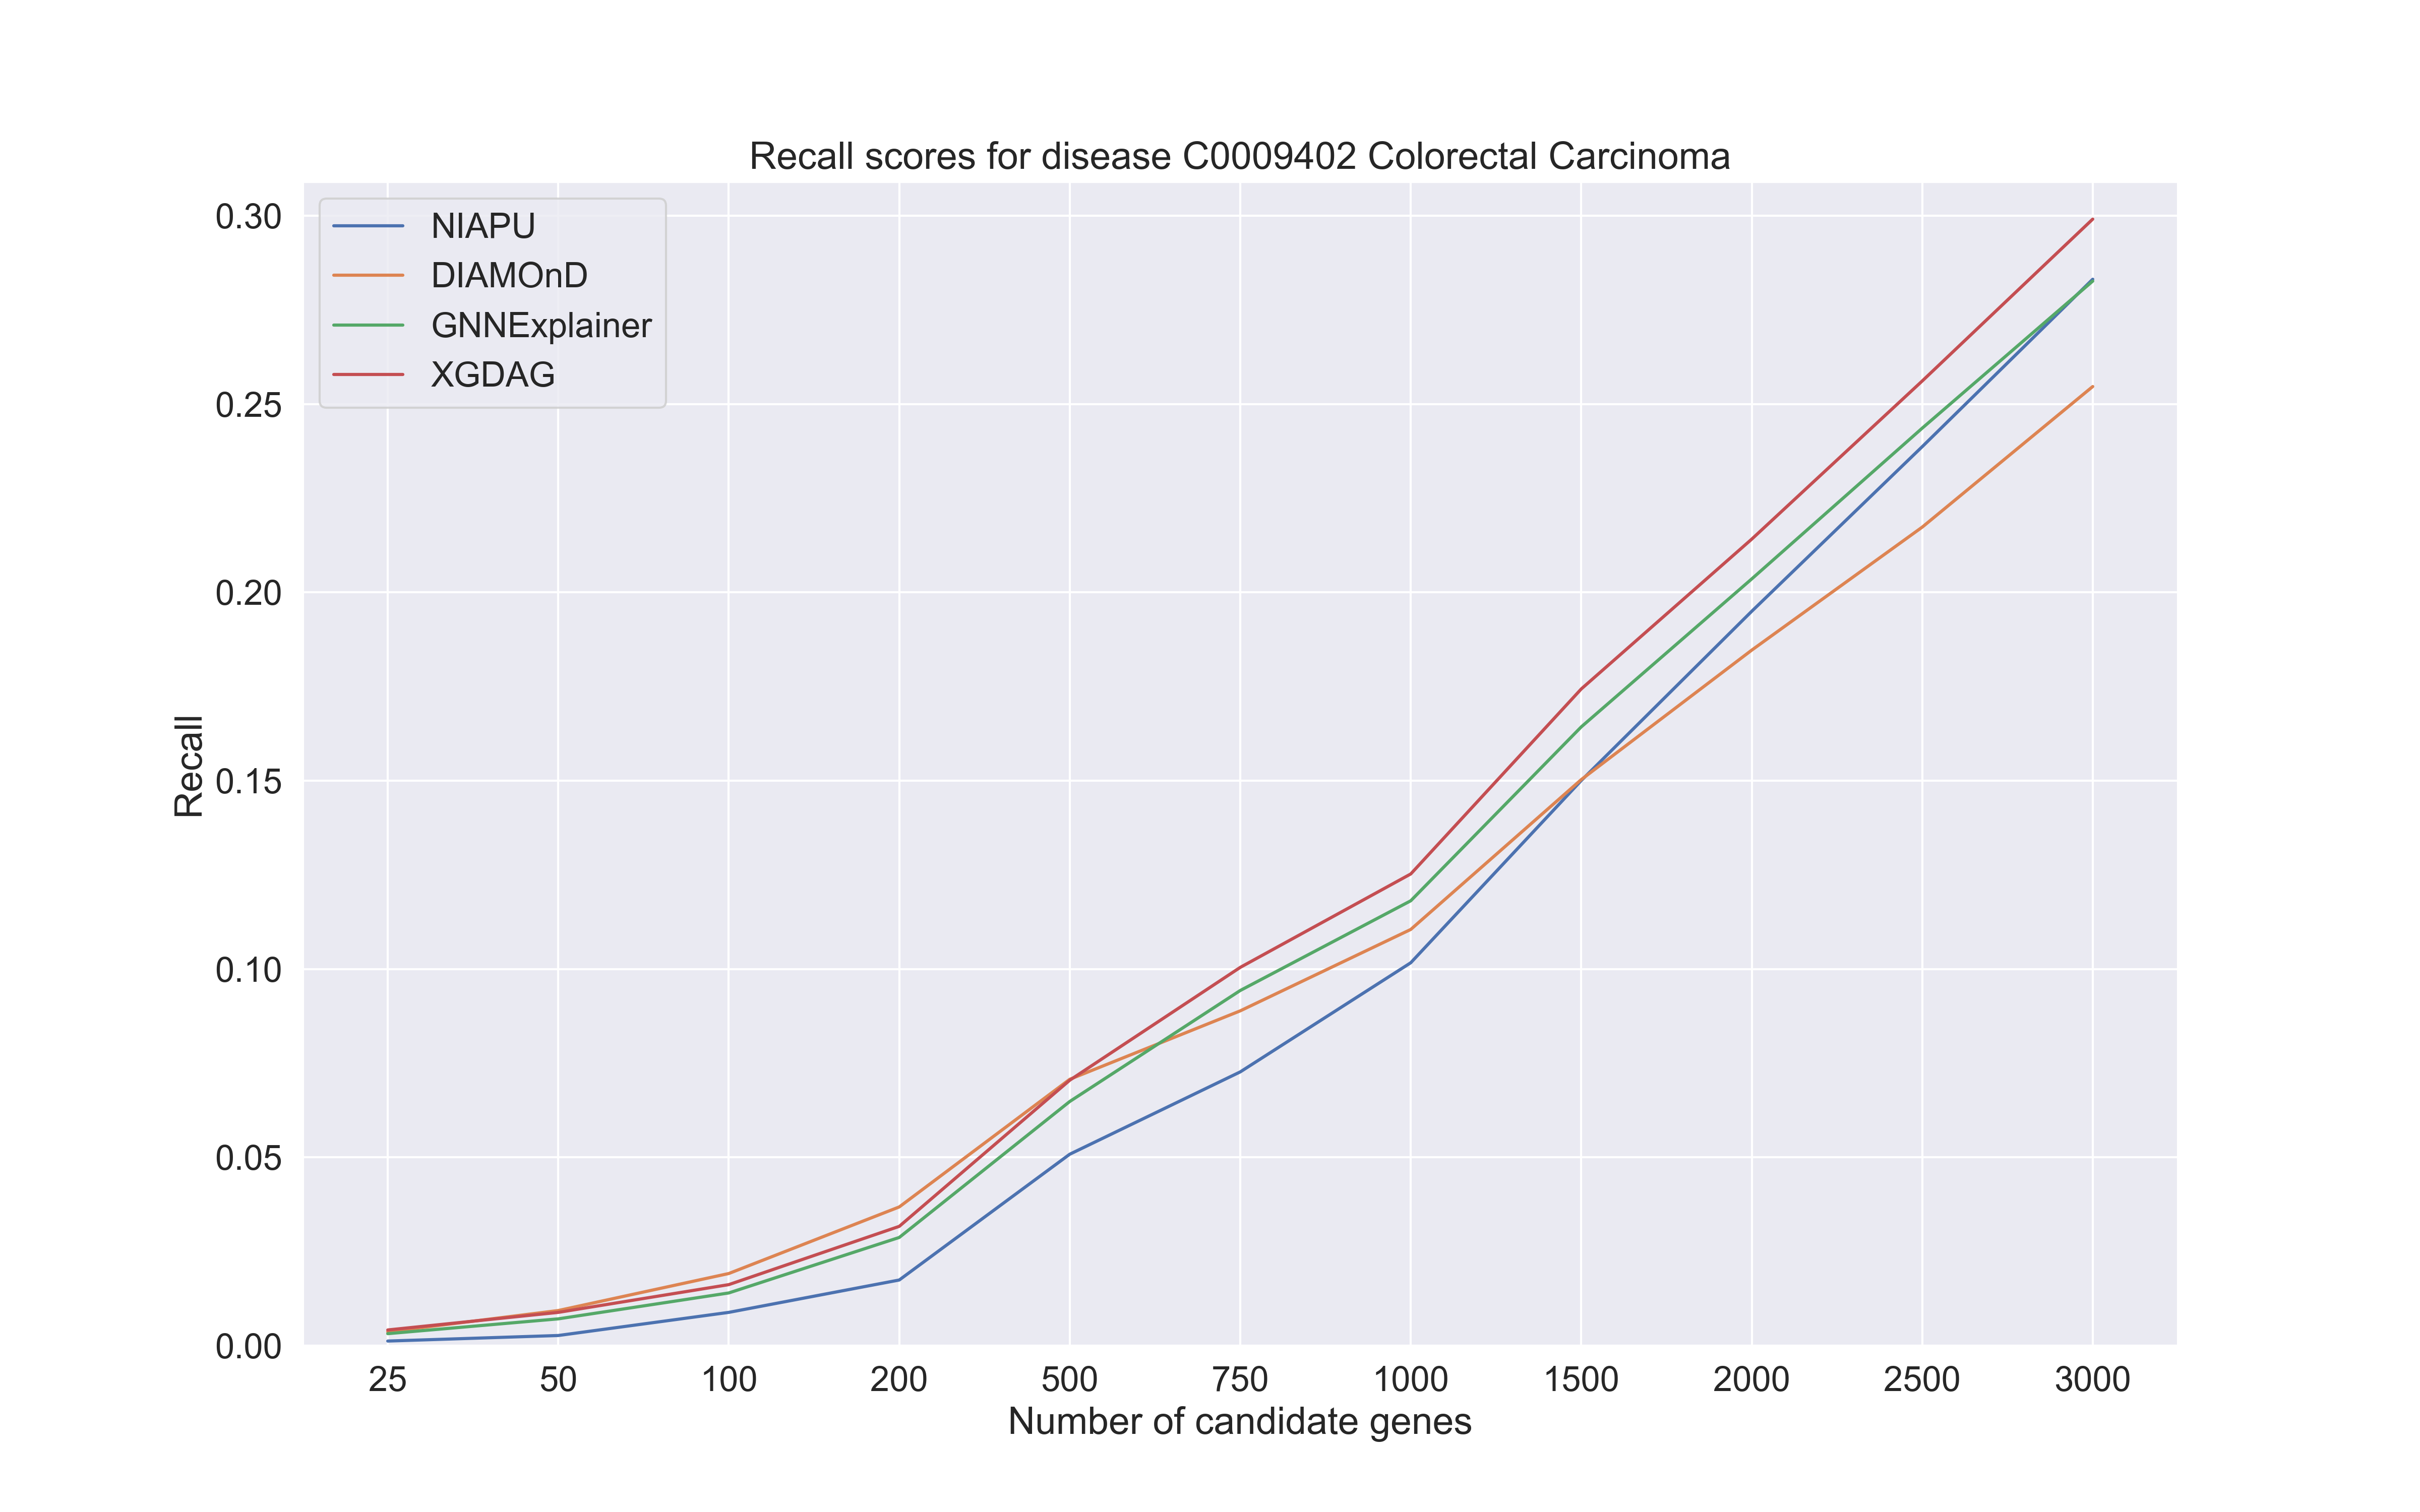 Recall scores for disease C0009402 Colorectal Carcinoma
NIAPU
DIAMOnD
GNNExplainer
XGDAG
0.30
0.25
0.20
0.15
0.10
0.05
0.00
Recall
25 50 100 200 500 750 1000 1500 2000 2500 3000
Number of candidate genes